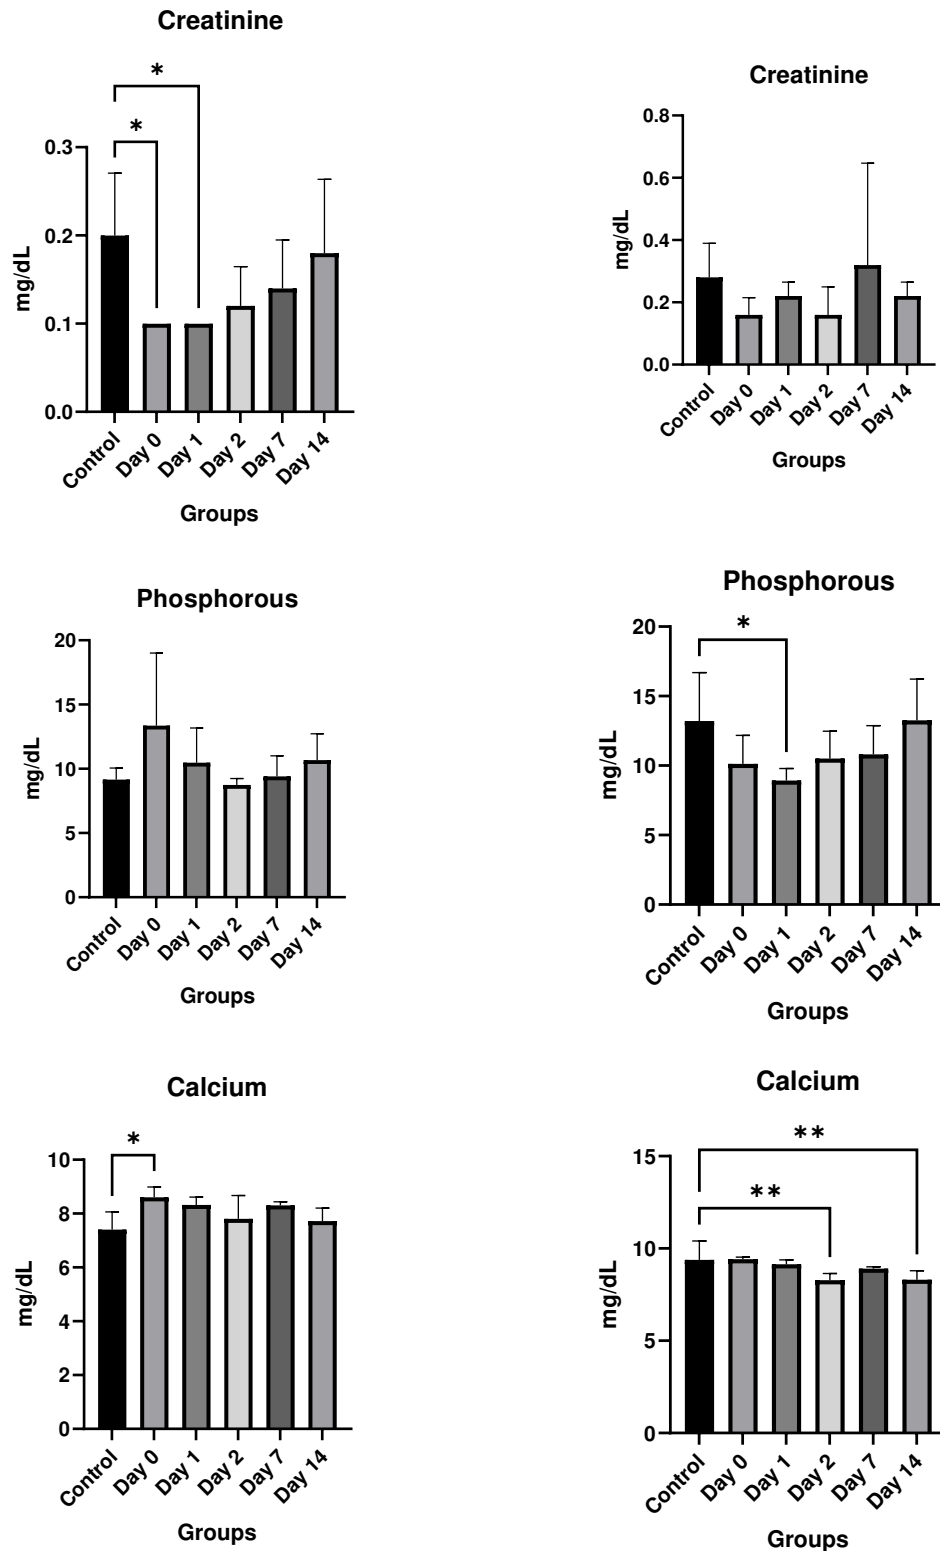 Creatinine
*
*
0.3
0.2
0.1
0.0
mg/dL
Control
Day 0
Day 1
Day 2
Day 7
Day 14
Groups
Creatinine
0.8
0.6
0.4
0.2
0.0
mg/dL
Control
Day 0
Day 1
Day 2
Day 7
Day 14
Groups
Phosphorous
20
15
10
5
0
mg/dL
Control
Day 0
Day 1
Day 2
Day 7
Day 14
Groups
Phosphorous
*
20
15
10
5
0
mg/dL
Control
Day 0
Day 1
Day 2
Day 7
Day 14
Groups
Calcium
*
10
8
6
4
2
0
mg/dL
Control
Day 0
Day 1
Day 2
Day 7
Day 14
Groups
Calcium
**
**
15
10
5
0
mg/dL
Control
Day 0
Day 1
Day 2
Day 7
Day 14
Groups